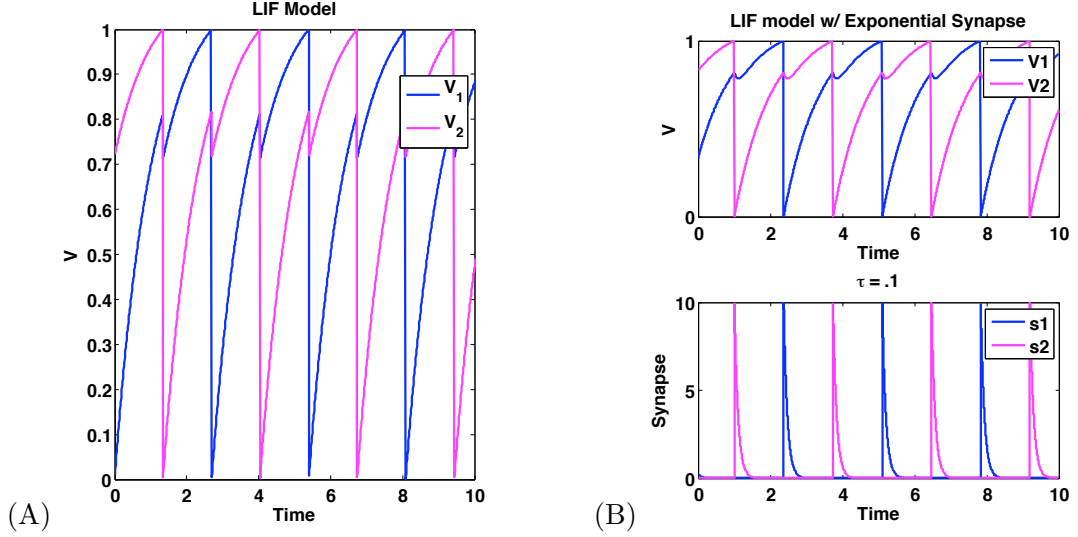 LIF Model
1
0.9
0.8
0.7
0.6
0.5
0.4
0.3
0.2
0.1
0
V
V1
V2
0 2 4 6 8 10
Time
(A)
LIF model w/ Exponential Synapse
1
0
V
V1
V2
0 2 4 6 8 10
Time
τ = .1
10
5
0
Synapse
s1
s2
0 2 4 6 8 10
Time
(B)